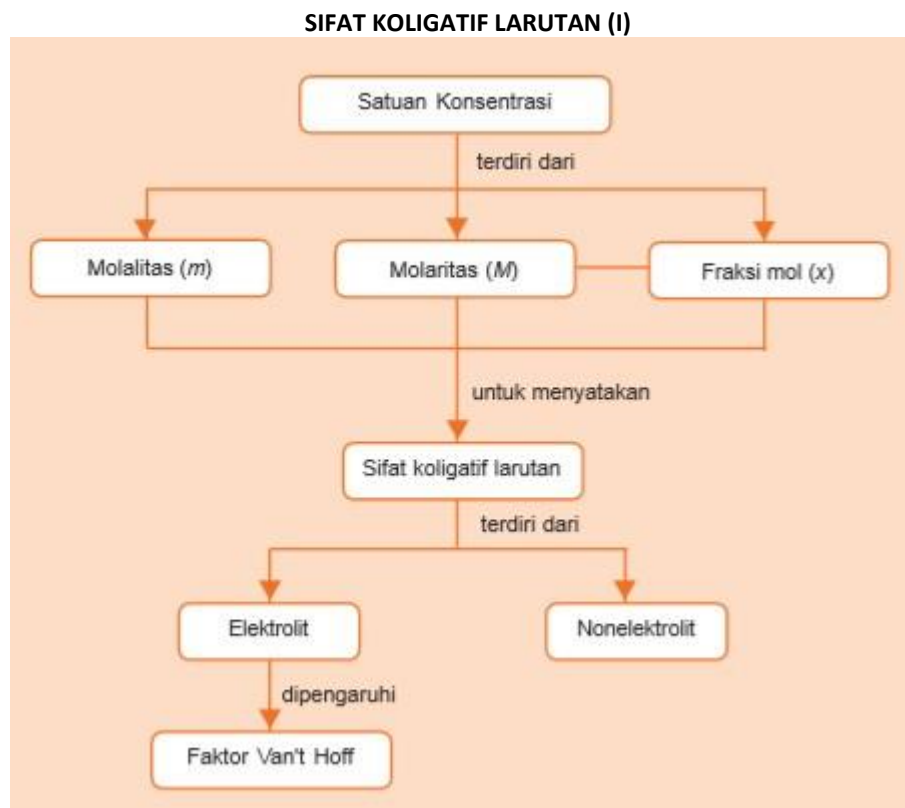 SIFAT KOLIGATIF LARUTAN (I)
Satuan Konsentrasi
terdiri dari
Molalitas (m)
Molaritas (M)
Fraksi mol (x)
untuk menyatakan
Sifat koligatif larutan
terdiri dari
Elektrolit
Nonelektrolit
dipengaruhi
Faktor Van't Hoff